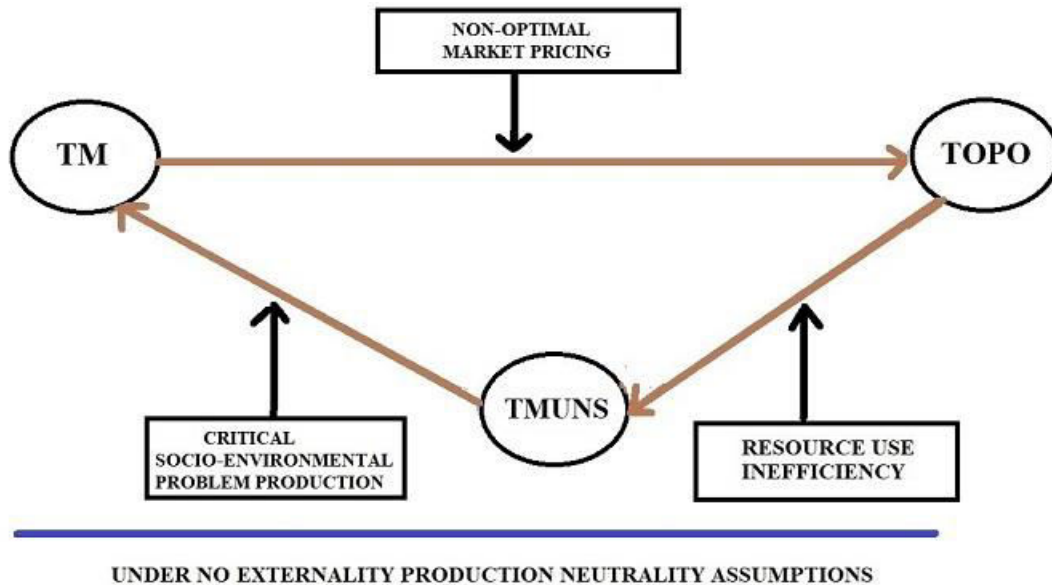 NON-OPTIMAL
MARKET PRICING
TM
TOPO
TMUNS
CRITICAL
SOCIO-ENVIRONMENTAL
PROBLEM PRODUCTION
RESOURCE USE
INEFFICIENCY
UNDER NO EXTERNALITY PRODUCTION NEUTRALITY ASSUMPTIONS